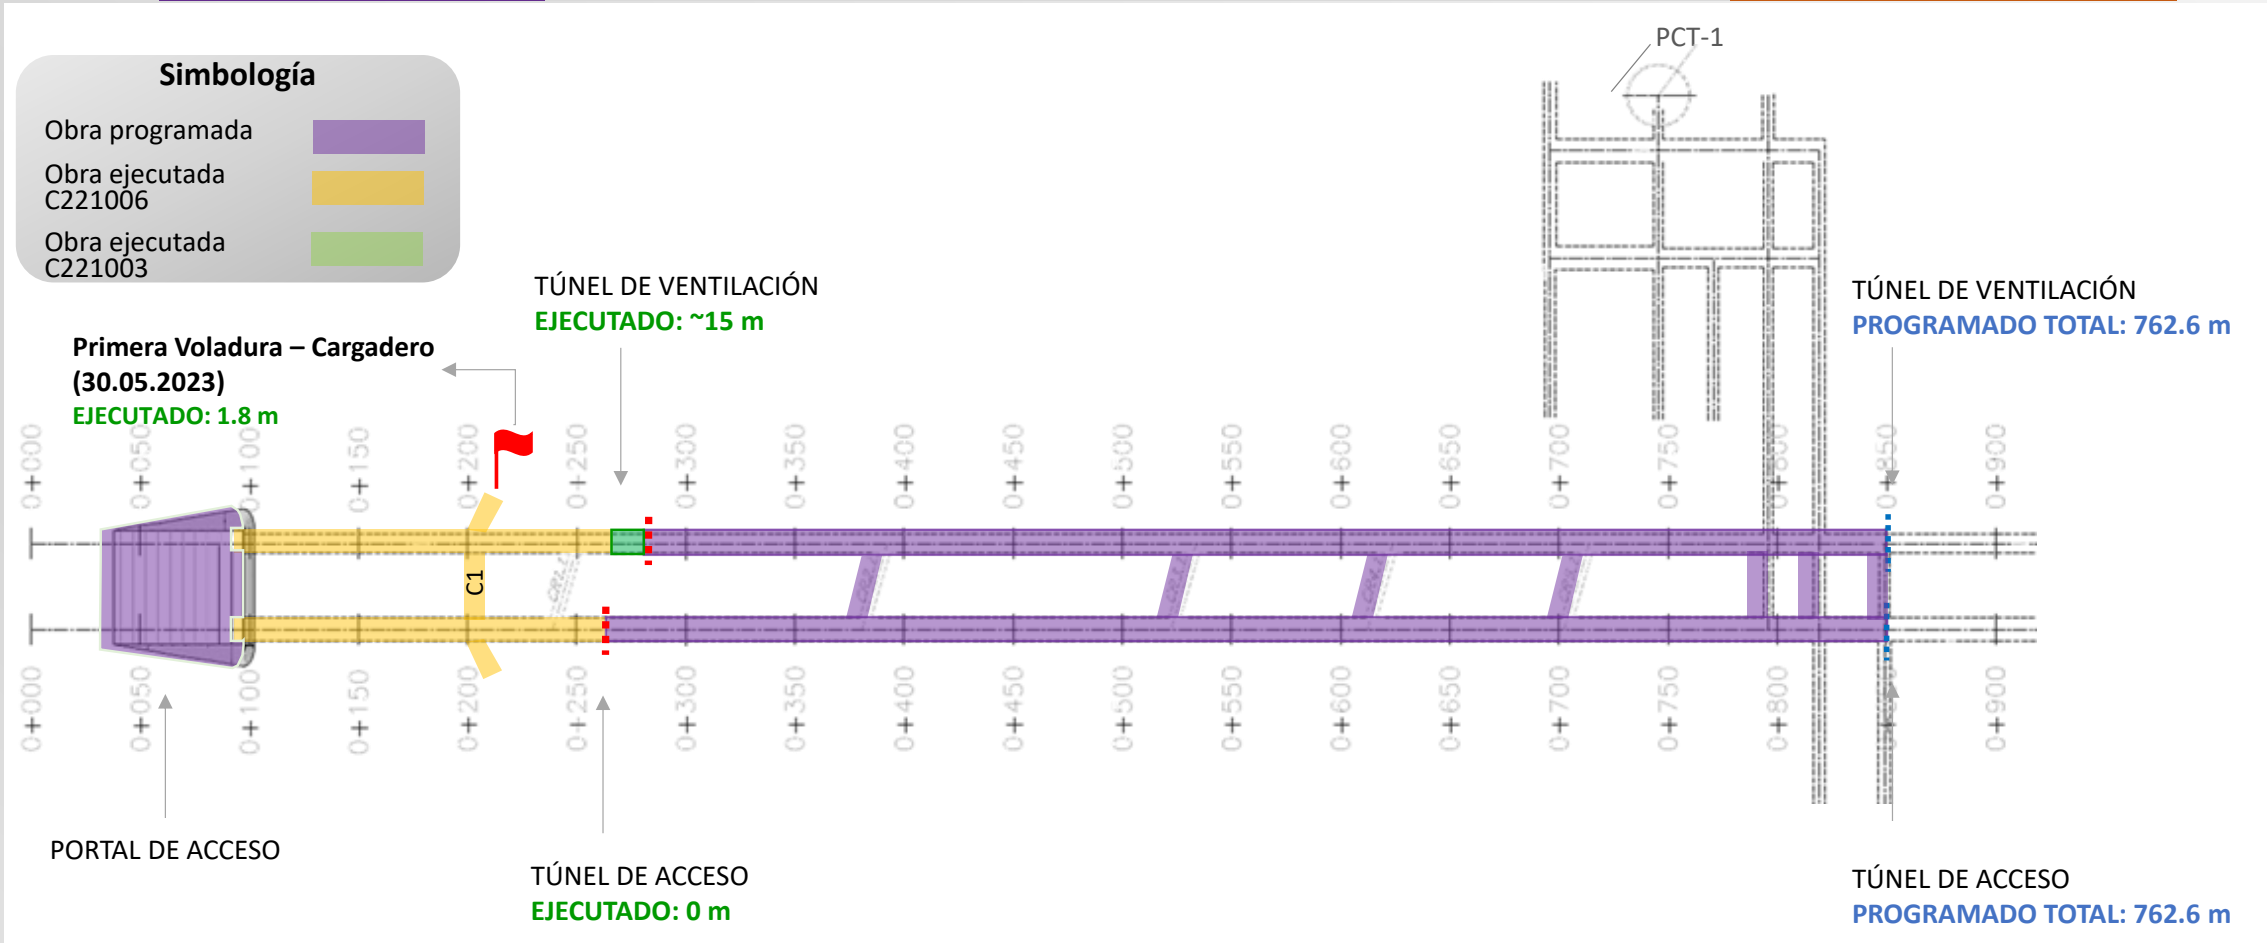 PCT-1
Simbología
Obra programada
Obra ejecutada
C221006
Obra ejecutada
C221003
TÚNEL DE VENTILACIÓN
EJECUTADO: ~15 m
TÚNEL DE VENTILACIÓN
PROGRAMADO TOTAL: 762.6 m
Primera Voladura – Cargadero
(30.05.2023)
EJECUTADO: 1.8 m
0+000
0+050
0+100
0+150
0+200
0+250
0+300
0+350
0+400
0+450
0+500
0+550
0+600
0+650
0+700
0+750
0+800
0+850
0+900
C1
0+000
0+050
0+100
0+150
0+200
0+250
0+300
0+350
0+400
0+450
0+500
0+550
0+600
0+650
0+700
0+750
0+800
0+900
PORTAL DE ACCESO
TÚNEL DE ACCESO
EJECUTADO: 0 m
TÚNEL DE ACCESO
PROGRAMADO TOTAL: 762.6 m